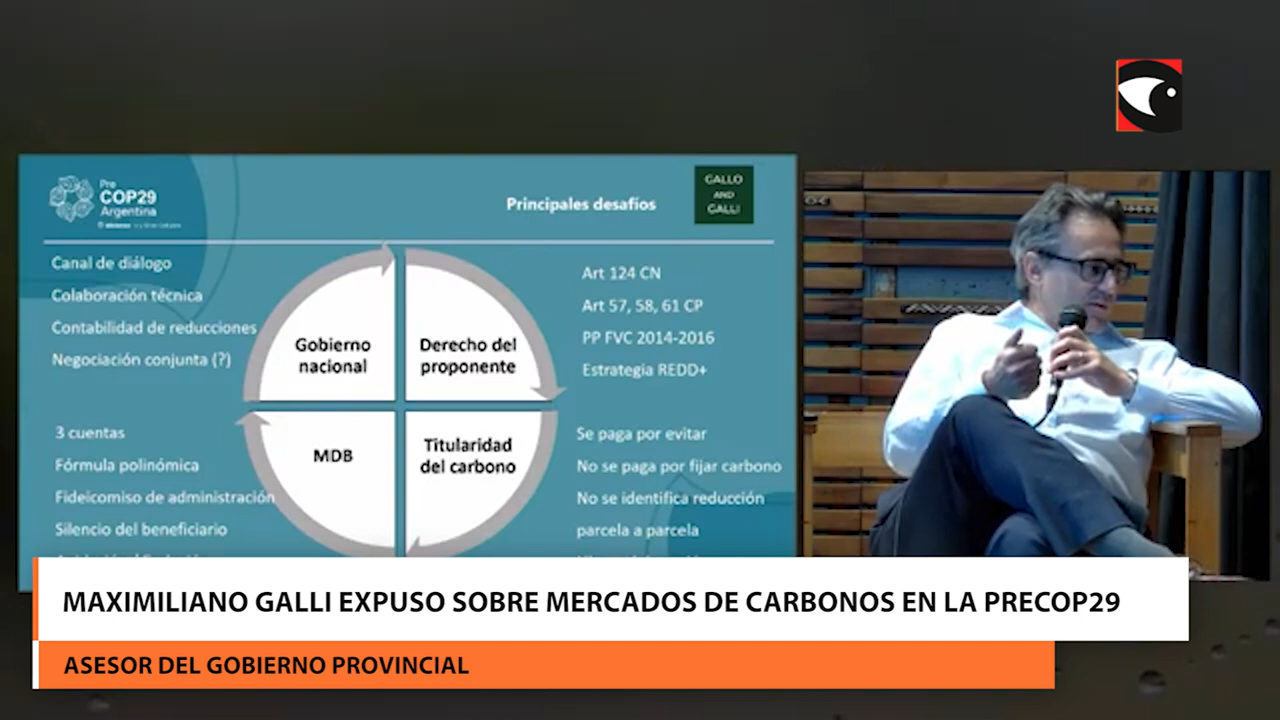 Pre
COP29
Argentina
Principales desafíos
GALLO
AND
GALLI
Canal de diálogo
Colaboración técnica
Contabilidad de reducciones
Negociación conjunta (?)
Gobierno
nacional
Derecho del
proponente
Art 124 CN
Art 57, 58, 61 CP
PP FVC 2014-2016
Estrategia REDD+
3 cuentas
Fórmula polinómica
Fideicomiso de administración
Silencio del beneficiario
MDB
Titularidad
del carbono
Se paga por evitar
No se paga por fijar carbono
No se identifica reducción
parcela a parcela
MAXIMILIANO GALLI EXPUSO SOBRE MERCADOS DE CARBONOS EN LA PRECOP29
ASESOR DEL GOBIERNO PROVINCIAL